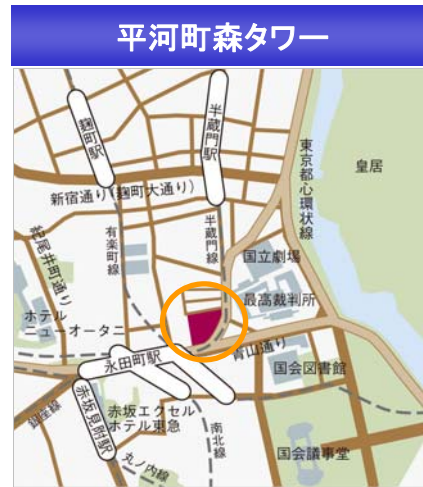 平河町森タワー
麹町駅
半蔵門駅
東京都心環状線
皇居
新宿通り(麹町大通り)
紀尾井町通り
有楽町線
半蔵門線
国立劇場
最高裁判所
ホテル
ニューオータニ
青山通り
永田町駅
国会図書館
銀座線
赤坂見附駅
赤坂エクセル
ホテル東急
南北線
丸ノ内線
国会議事堂